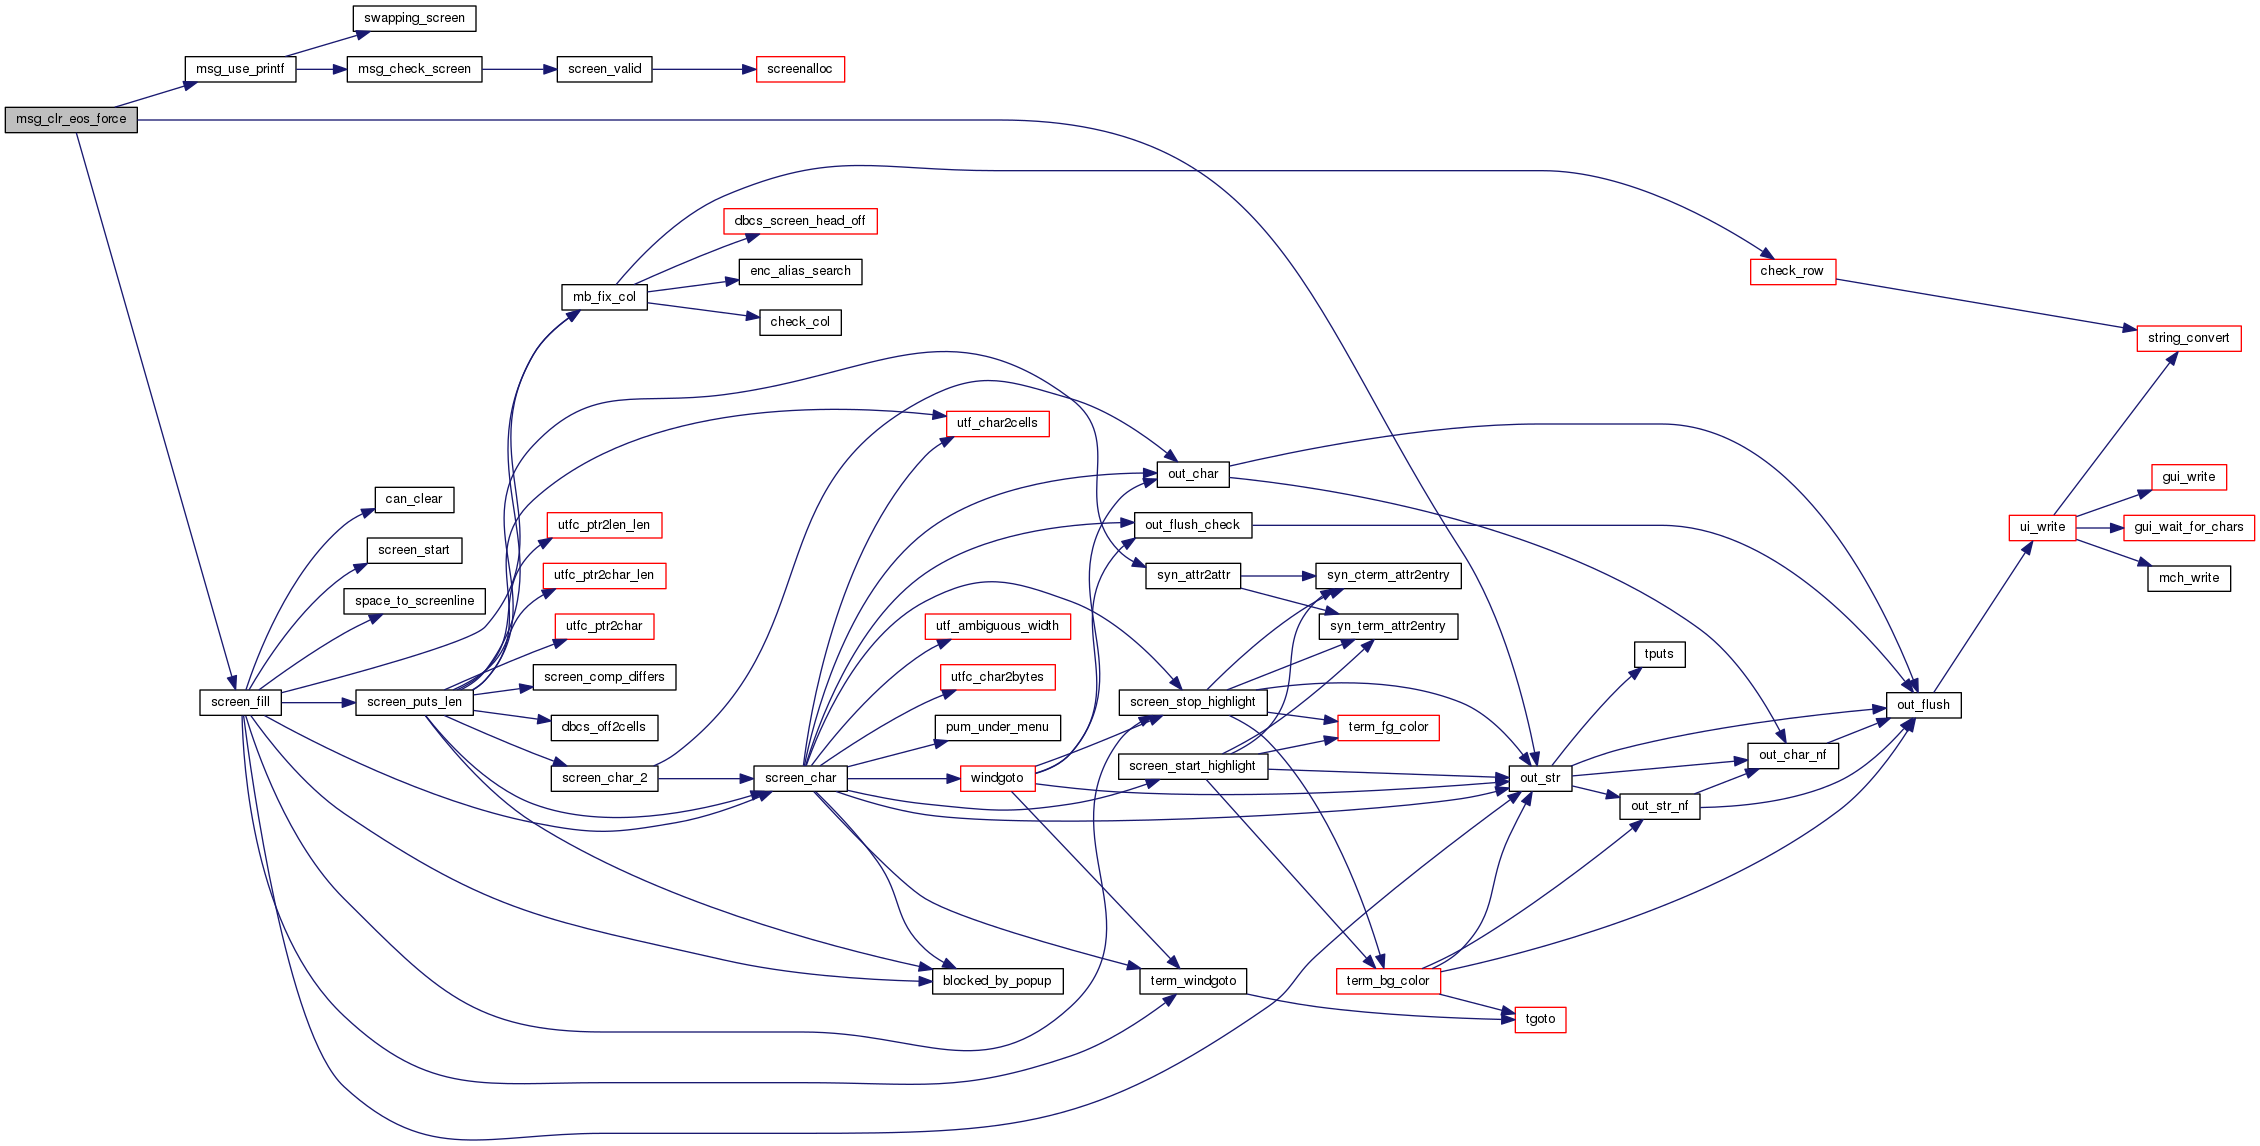 swapping_screen
msg_use_printf
msg_check_screen
screen_valid
screenalloc
msg_clr_eos_force
dbcs_screen_head_off
enc_alias_search
check_row
mb_fix_col
check_col
string_convert
utf_char2cells
out_char
gui_write
can_clear
utfc_ptr2len_len
out_flush_check
ui_write
gui_wait_for_chars
screen_start
utfc_ptr2char_len
syn_attr2attr
syn_cterm_attr2entry
mch_write
space_to_screenline
utfc_ptr2char
utf_ambiguous_width
syn_term_attr2entry
tputs
screen_comp_differs
utfc_char2bytes
screen_fill
screen_puts_len
screen_stop_highlight
out_flush
dbcs_off2cells
pum_under_menu
term_fg_color
out_char_nf
screen_char_2
screen_char
windgoto
screen_start_highlight
out_str
out_str_nf
blocked_by_popup
term_windgoto
term_bg_color
tgoto